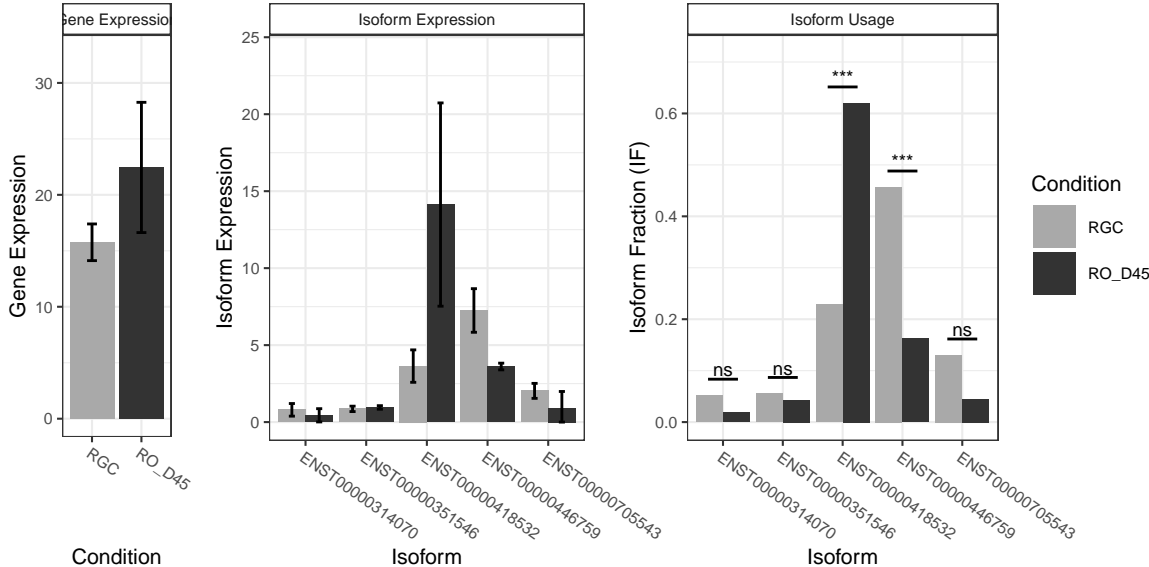 Gene Expression
Gene Expression
30
20
10
0
RGC
RO_D45
Condition
Isoform Expression
Isoform Expression
25
20
15
10
5
0
ENST00000314070
ENST00000351546
ENST00000418532
ENST00000446759
ENST00000705543
Isoform
Isoform Usage
Isoform Fraction (IF)
0.6
0.4
0.2
0.0
ns
ns
***
***
ns
ENST00000314070
ENST00000351546
ENST00000418532
ENST00000446759
ENST00000705543
Isoform
Condition
RGC
RO_D45